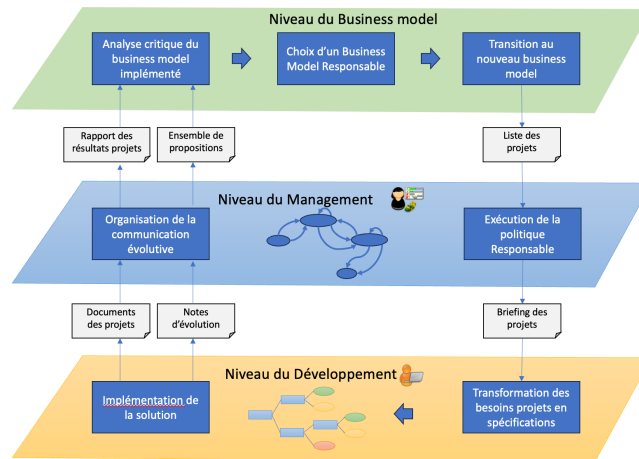 Niveau du Business model
Analyse critique du
business model
implémenté
Choix d'un Business
Model Responsable
Transition au
nouveau business
model
Rapport des
résultats projets
Ensemble de
propositions
Liste des
projets
Niveau du Management
Organisation de la
communication
évolutive
Exécution de la
politique
Responsable
Documents
des projets
Notes
d'évolution
Briefing des
projets
Niveau du Développement
Implémentation de
la solution
Transformation des
besoins projets en
spécifications